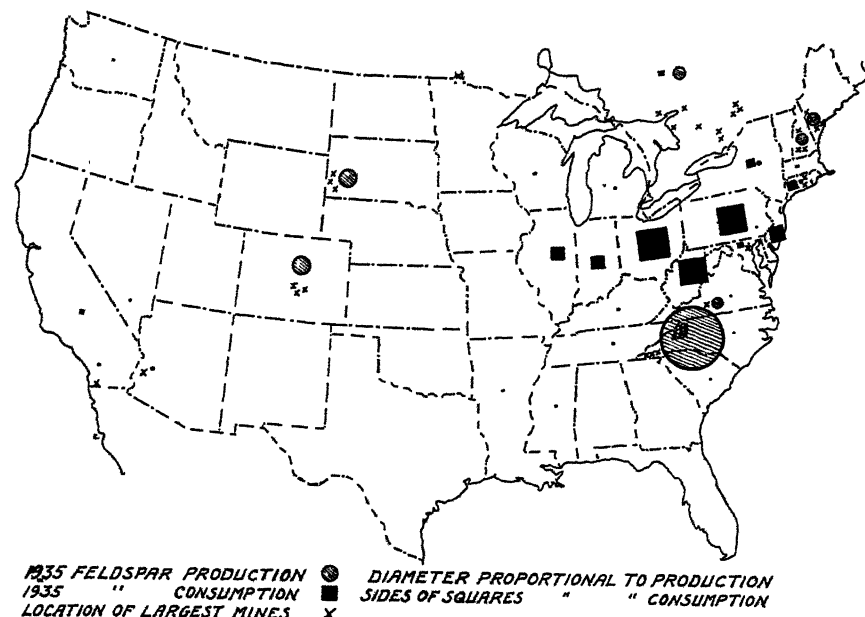 1935 FELDSPAR PRODUCTION DIAMETER PROPORTIONAL TO PRODUCTION
1935 " CONSUMPTION SIDES OF SQUARES " " CONSUMPTION
LOCATION OF LARGEST MINES x